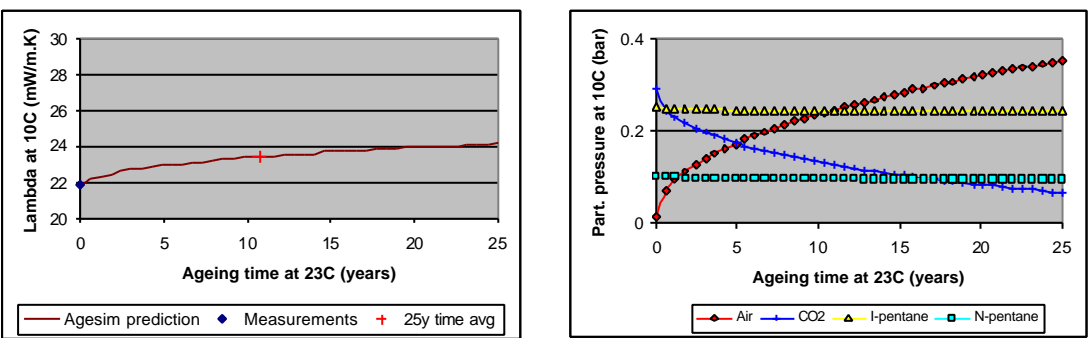 Lambda at 10C (mW/m.K)
30
28
26
24
22
20
0 5 10 15 20 25
Ageing time at 23C (years)
Agesim prediction Measurements 25y time avg
Part. pressure at 10C (bar)
0.4
0.2
0
0 5 10 15 20 25
Ageing time at 23C (years)
Air CO2 I-pentane N-pentane